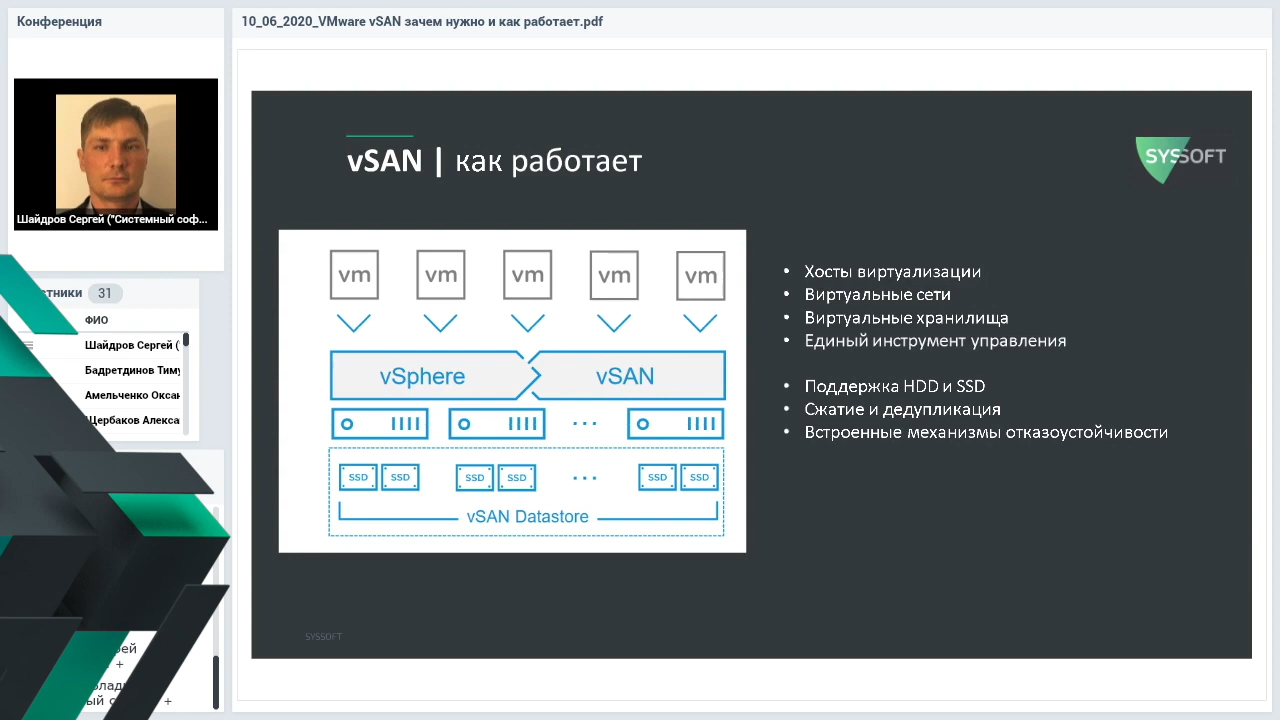 Конференция
10_06_2020_VMware vSAN зачем нужно и как работает.pdf
Шайдров Сергей ("Системный соф...
31
ФИО
Шайдров Сергей (
Бадретдинов Тиму
Амельченко Оксан
Щербаков Алекса
+
+
vSAN | как работает
SYSSOFT
vm vm vm vm vm
vSphere vSAN
...
SSD SSD SSD SSD ... SSD SSD
vSAN Datastore
• Хосты виртуализации
• Виртуальные сети
• Виртуальные хранилища
• Единый инструмент управления
• Поддержка HDD и SSD
• Сжатие и дедупликация
• Встроенные механизмы отказоустойчивости
SYSSOFT